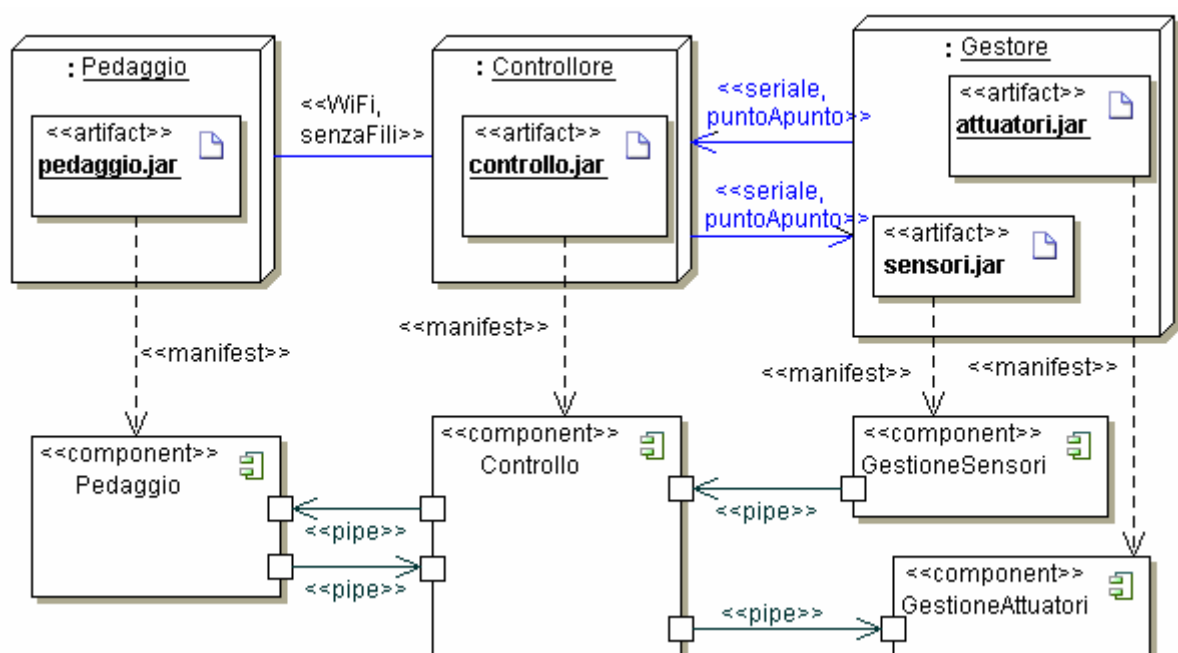 : Pedaggio
<<artifact>>
pedaggio.jar
<<WiFi,
senzaFili>>
: Controllore
<<artifact>>
controllo.jar
<<seriale,
puntoApunto>>
<<seriale,
puntoApunto>>
: Gestore
<<artifact>>
attuatori.jar
<<artifact>>
sensori.jar
<<manifest>>
<<manifest>>
<<manifest>>
<<manifest>>
<<component>>
Pedaggio
<<component>>
Controllo
<<component>>
GestioneSensori
<<pipe>>
<<pipe>>
<<pipe>>
<<component>>
GestioneAttuatori
<<pipe>>